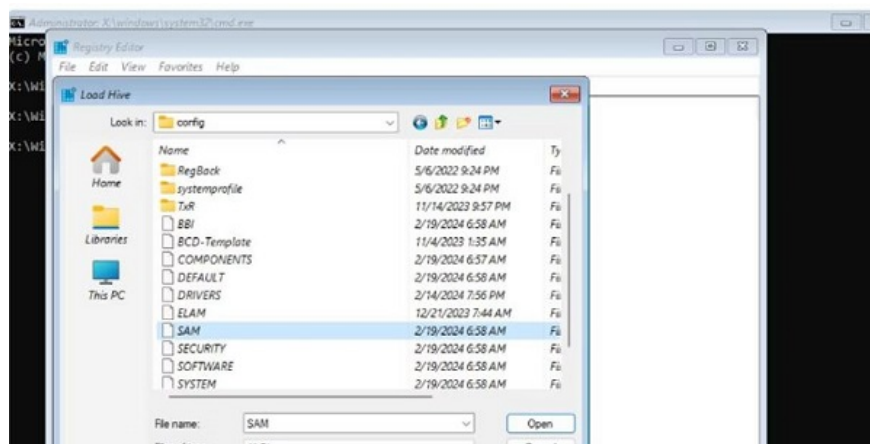 Administrator: X:\windows\system32\cmd.exe
Micro
Registry Editor
(c) M
File Edit View Favorites Help
X:\Wi
Load Hive
X:\Wi
Look in: config
X:\Wi
Name Date modified Ty
RegBack 5/6/2022 9:24 PM Fil
systemprofile 5/6/2022 9:24 PM Fil
TxR 11/14/2023 9:57 PM Fil
BBI 2/19/2024 6:58 AM Fil
BCD-Template 11/4/2023 1:35 AM Fil
COMPONENTS 2/19/2024 6:57 AM Fil
DEFAULT 2/19/2024 6:58 AM Fil
DRIVERS 2/14/2024 7:56 PM Fil
ELAM 12/21/2023 7:44 AM Fil
SAM 2/19/2024 6:58 AM Fil
SECURITY 2/19/2024 6:58 AM Fil
SOFTWARE 2/19/2024 6:58 AM Fil
SYSTEM 2/19/2024 6:58 AM Fil
Home
Libraries
This PC
File name: SAM Open